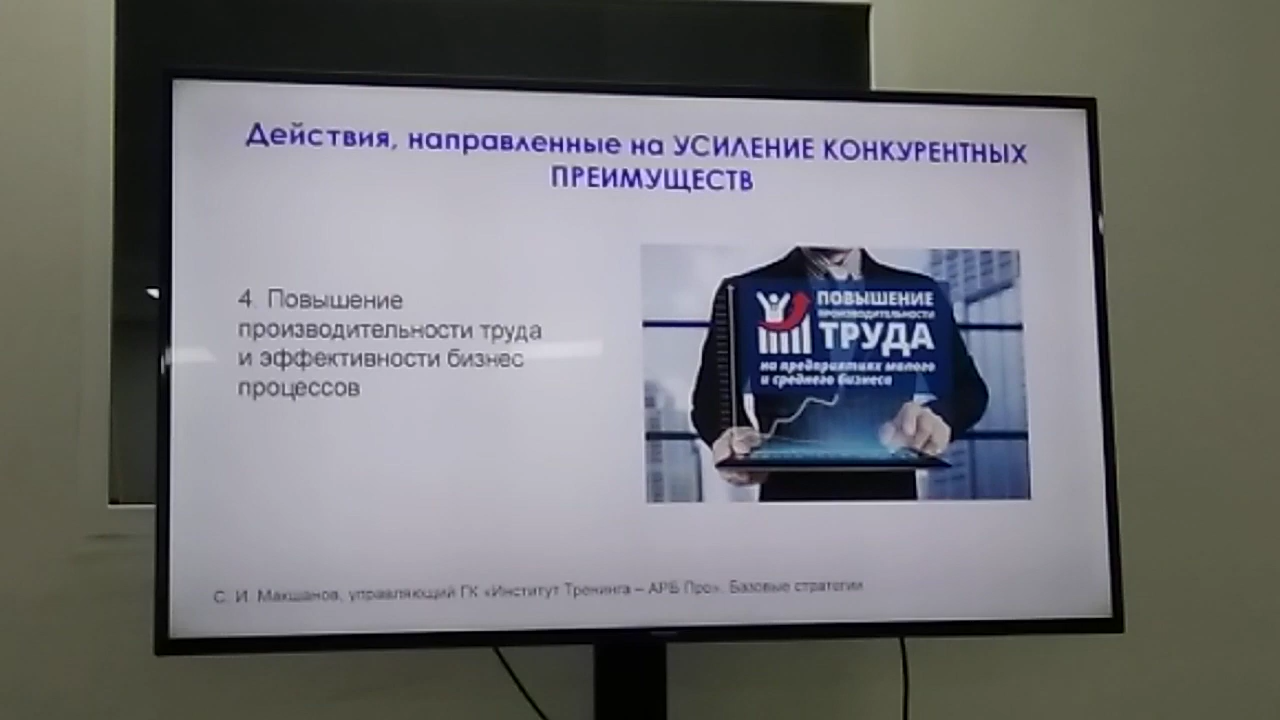 Действия, направленные на УСИЛЕНИЕ КОНКУРЕНТНЫХ
ПРЕИМУЩЕСТВ
4. Повышение
производительности труда
и эффективности бизнес
процессов
ПОВЫШЕНИЕ
ПРОИЗВОДИТЕЛЬНОСТИ
ТРУДА
на предприятиях малого
и среднего бизнеса
С. И. Макшанов, управляющий ГК «Институт Тренинга – АРБ Про». Базовые стратегии